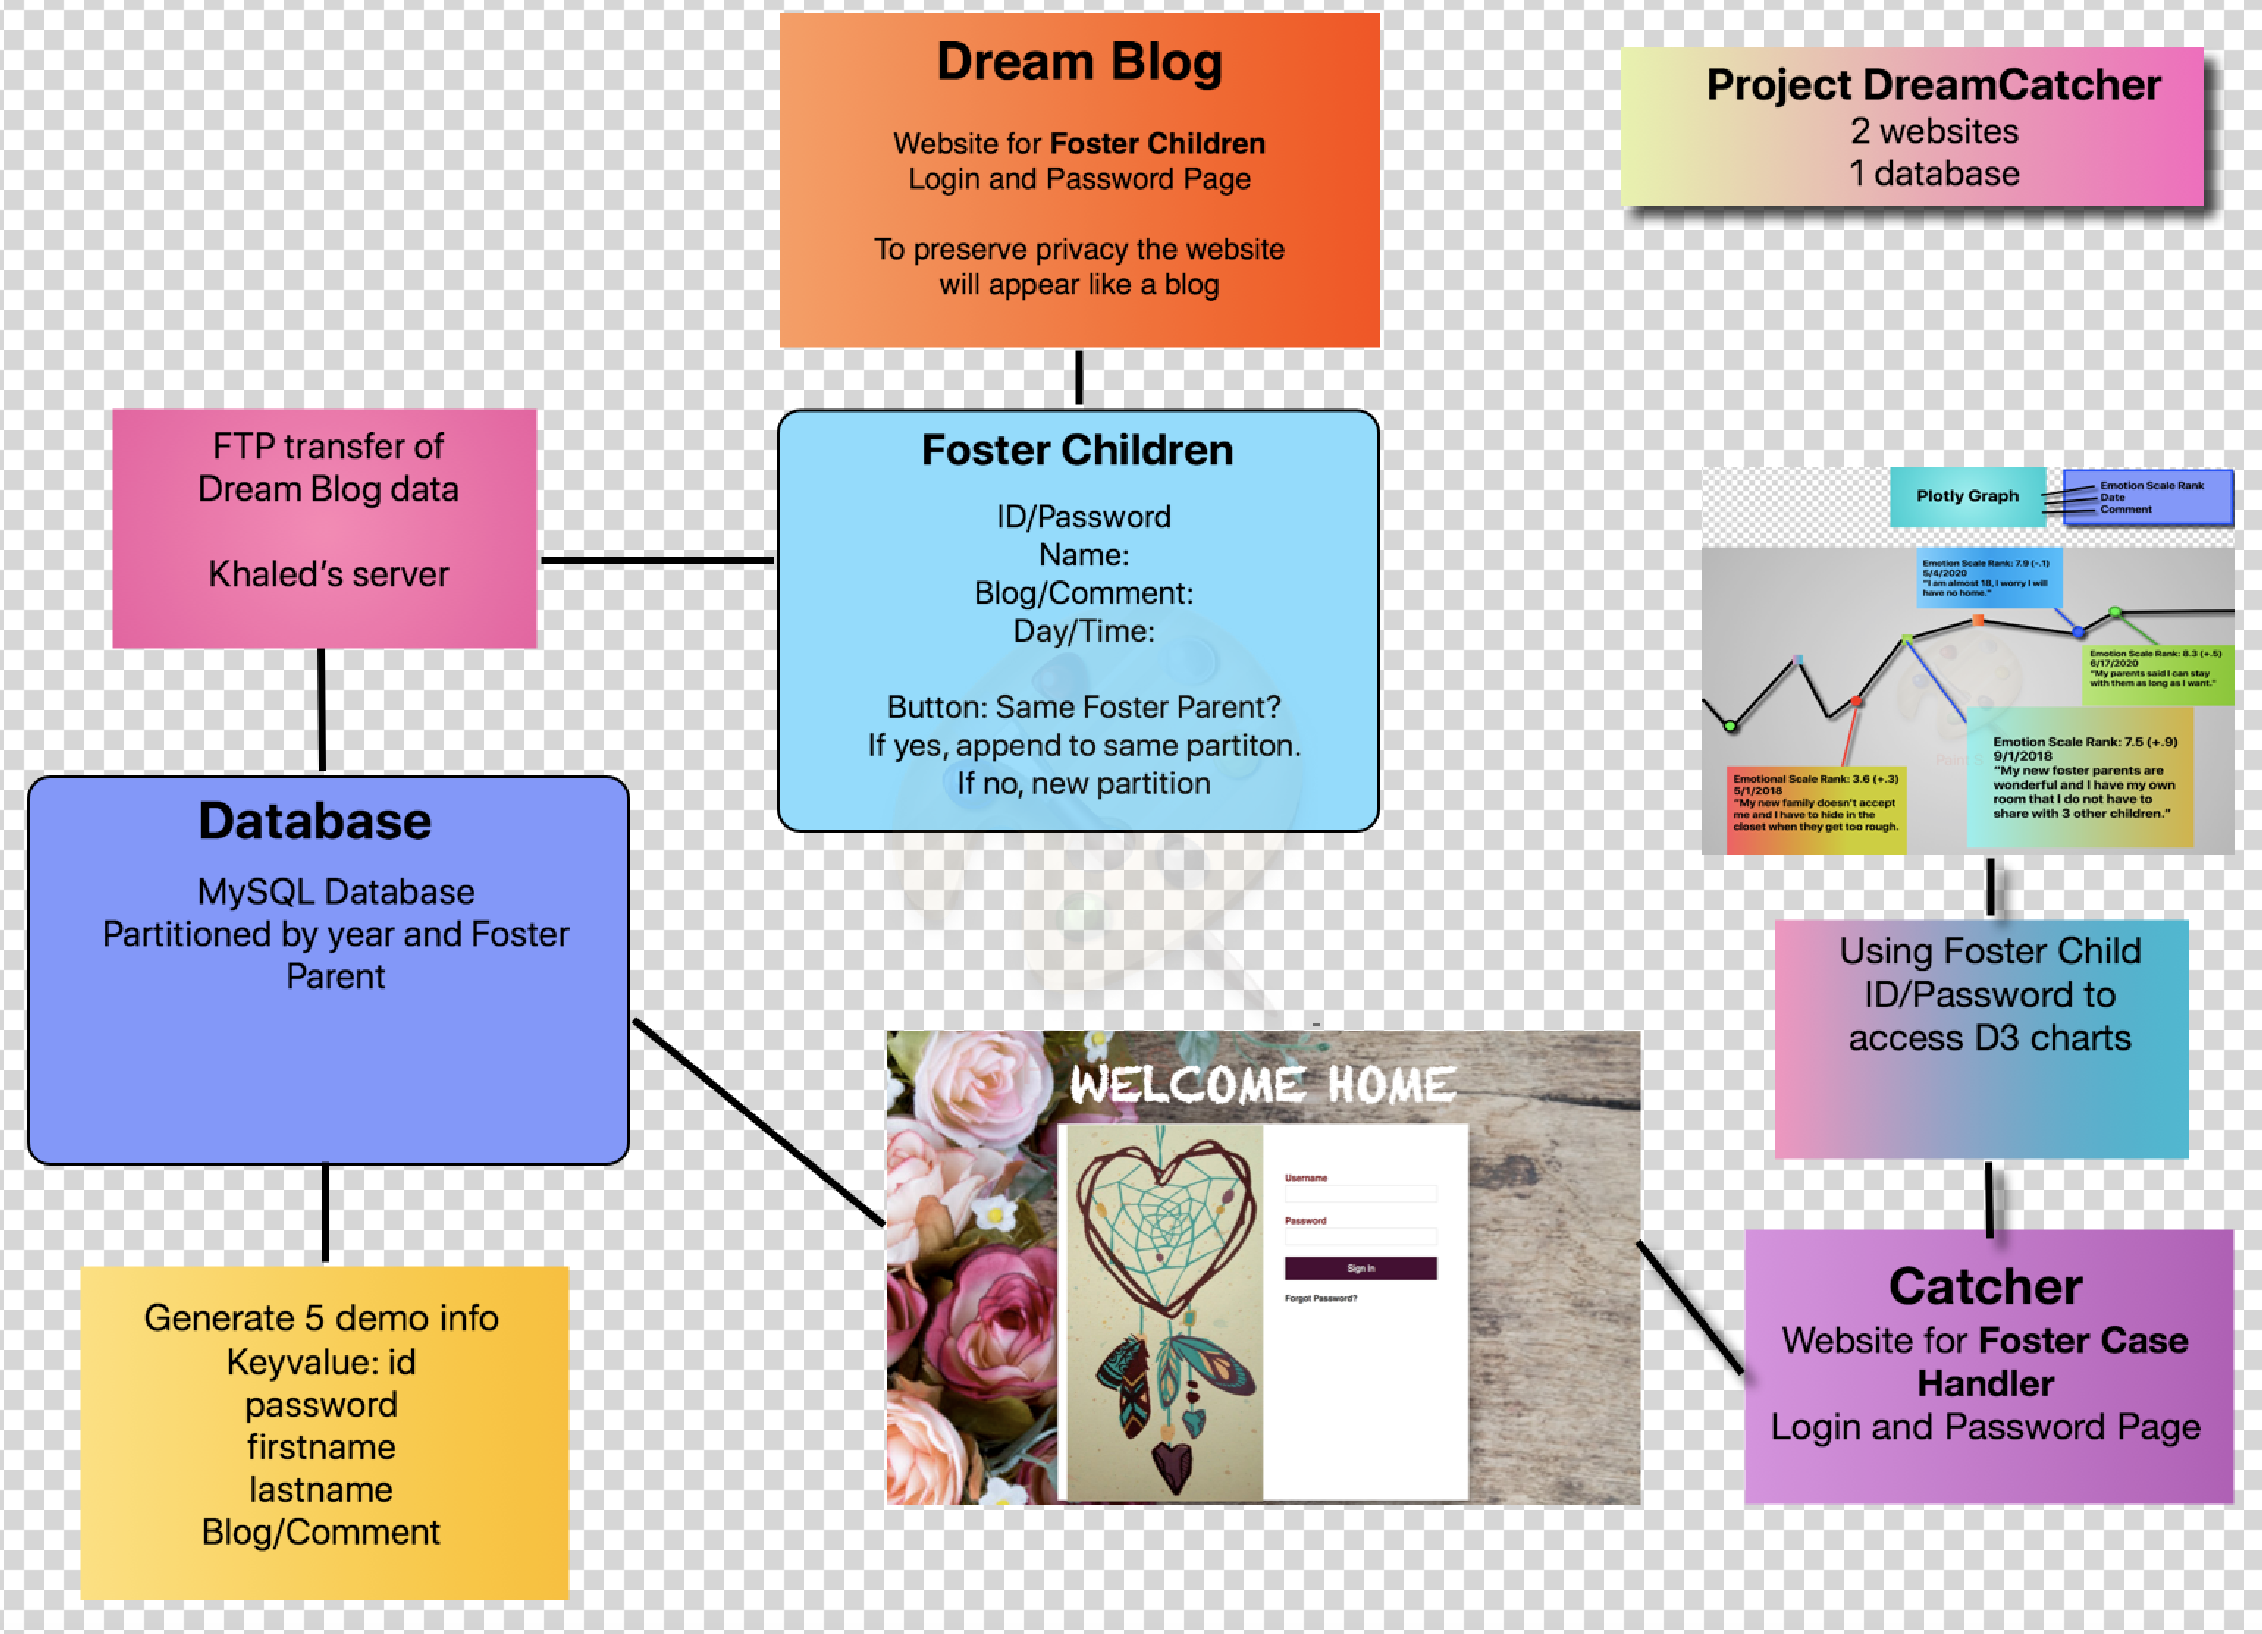 Dream Blog
Website for Foster Children
Login and Password Page
To preserve privacy the website
will appear like a blog
Project DreamCatcher
2 websites
1 database
FTP transfer of
Dream Blog data
Khaled's server
Foster Children
ID/Password
Name:
Blog/Comment:
Day/Time:
Button: Same Foster Parent?
If yes, append to same partiton.
If no, new partition
Plotly Graph
Emotion Scale Rank
Date
Comment
Emotion Scale Rank: 7.9 (-.1)
5/4/2020
"I am almost 18, I worry I will
have no home."
Emotion Scale Rank: 8.3 (+.5)
6/17/2020
"My parents said I can stay
with them as long as I want."
Emotion Scale Rank: 7.5 (+.9)
9/1/2018
"My new foster parents are
wonderful and I have my own
room that I do not have to
share with 3 other children."
Emotional Scale Rank: 3.6 (+.3)
5/1/2018
"My new family doesn't accept
me and I have to hide in the
closet when they get too rough.
Database
MySQL Database
Partitioned by year and Foster
Parent
Using Foster Child
ID/Password to
access D3 charts
WELCOME HOME
Username
Password
Sign In
Forgot Password?
Catcher
Website for Foster Case
Handler
Login and Password Page
Generate 5 demo info
Keyvalue: id
password
firstname
lastname
Blog/Comment